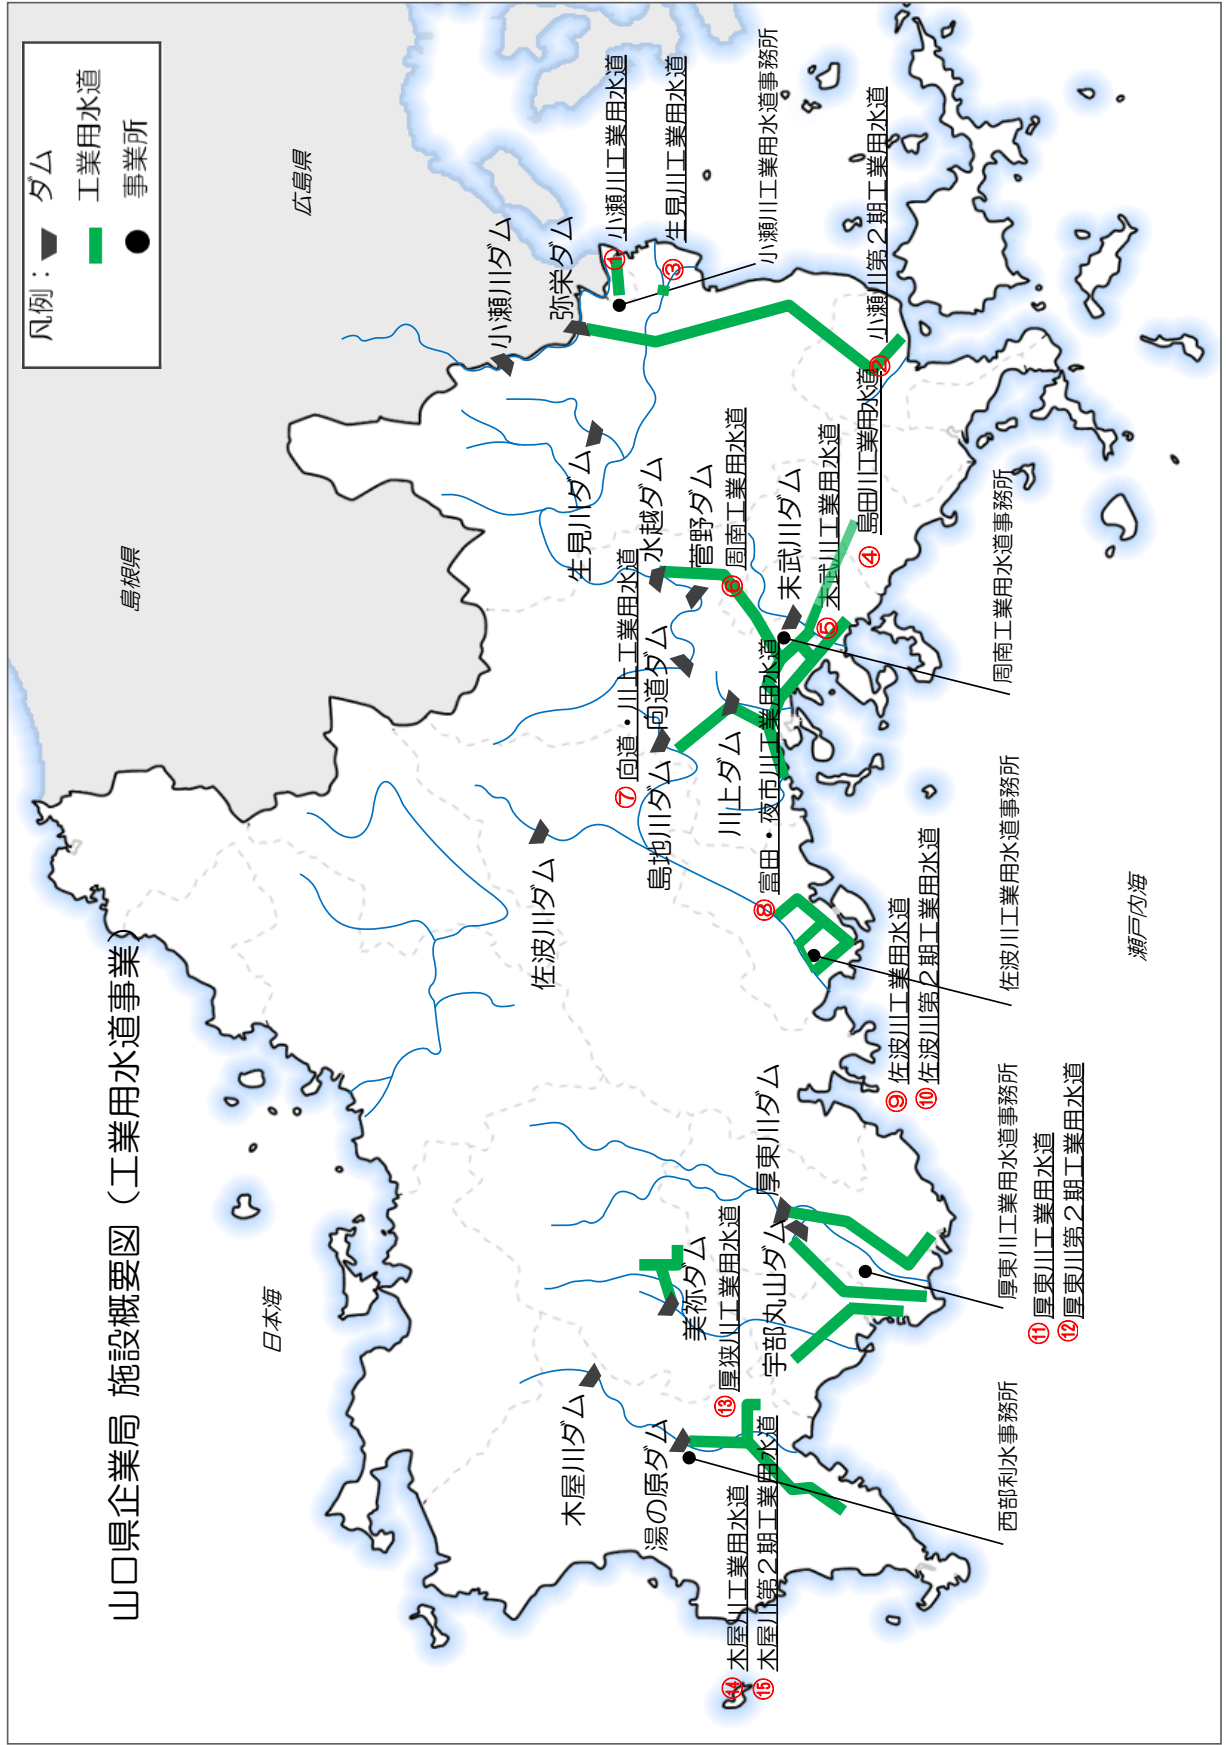 山口県企業局 施設概要図（工業用水道事業）
凡例：
ダム
工業用水道
事業所
日本海
島根県
広島県
瀬戸内海
小瀬川ダム
弥栄ダム
生見川ダム
水越ダム
菅野ダム
向道ダム
末武川ダム
島地川ダム
川上ダム
佐波川ダム
厚東川ダム
宇部丸山ダム
美祢ダム
木屋川ダム
湯の原ダム
① 小瀬川工業用水道
③ 生見川工業用水道
小瀬川工業用水道事務所
② 小瀬川第２期工業用水道
④ 島田川工業用水道
⑤ 末武川工業用水道
⑥ 周南工業用水道
⑦ 向道・川上工業用水道
⑧ 富田・夜市川工業用水道
周南工業用水道事務所
⑨ 佐波川工業用水道
⑩ 佐波川第２期工業用水道
佐波川工業用水道事務所
厚東川工業用水道事務所
⑪ 厚東川工業用水道
⑫ 厚東川第２期工業用水道
⑬ 厚狭川工業用水道
⑭ 木屋川工業用水道
⑮ 木屋川第２期工業用水道
西部利水事務所